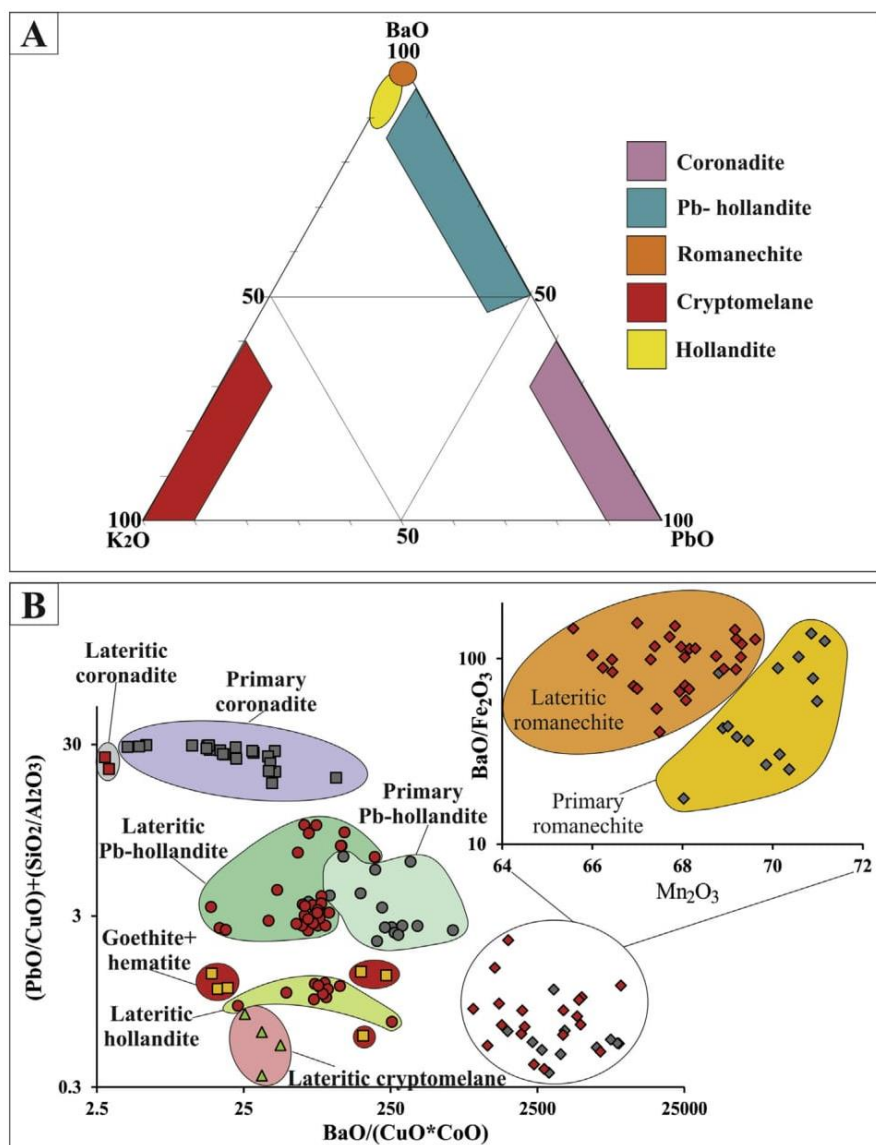 A
BaO
100
Coronadite
Pb- hollandite
Romanechite
Cryptomelane
Hollandite
50
50
100
K2O
50
100
PbO
B
Lateritic
coronadite
Primary
coronadite
30
(PbO/CuO)+(SiO2/Al2O3)
Lateritic
Pb-hollandite
Primary
Pb-hollandite
3
Goethite+
hematite
Lateritic
hollandite
Lateritic cryptomelane
0.3
2.5
25
250
2500
25000
BaO/(CuO*CoO)
BaO/Fe2O3
100
Lateritic
romanechite
Primary
romanechite
10
64
66
68
70
72
Mn2O3